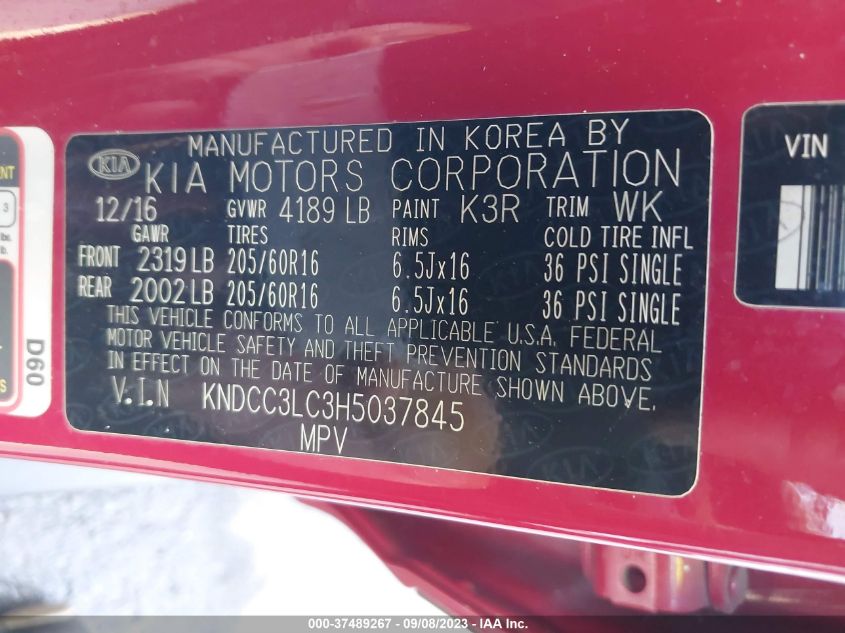 MANUFACTURED IN KOREA BY
KIA KIA MOTORS CORPORATION
12/16 GVWR 4189 LB PAINT K3R TRIM WK
GAWR TIRES RIMS COLD TIRE INFL
FRONT 2319 LB 205/60R16 6.5Jx16 36 PSI SINGLE
REAR 2002 LB 205/60R16 6.5Jx16 36 PSI SINGLE
THIS VEHICLE CONFORMS TO ALL APPLICABLE U.S.A. FEDERAL
MOTOR VEHICLE SAFETY AND THEFT PREVENTION STANDARDS
IN EFFECT ON THE DATE OF MANUFACTURE SHOWN ABOVE.
V.I.N KNDCC3LC3H5037845
MPV
VIN
NT
3
lbs.
lb.
S
D60
000-37489267 - 09/08/2023 - IAA Inc.